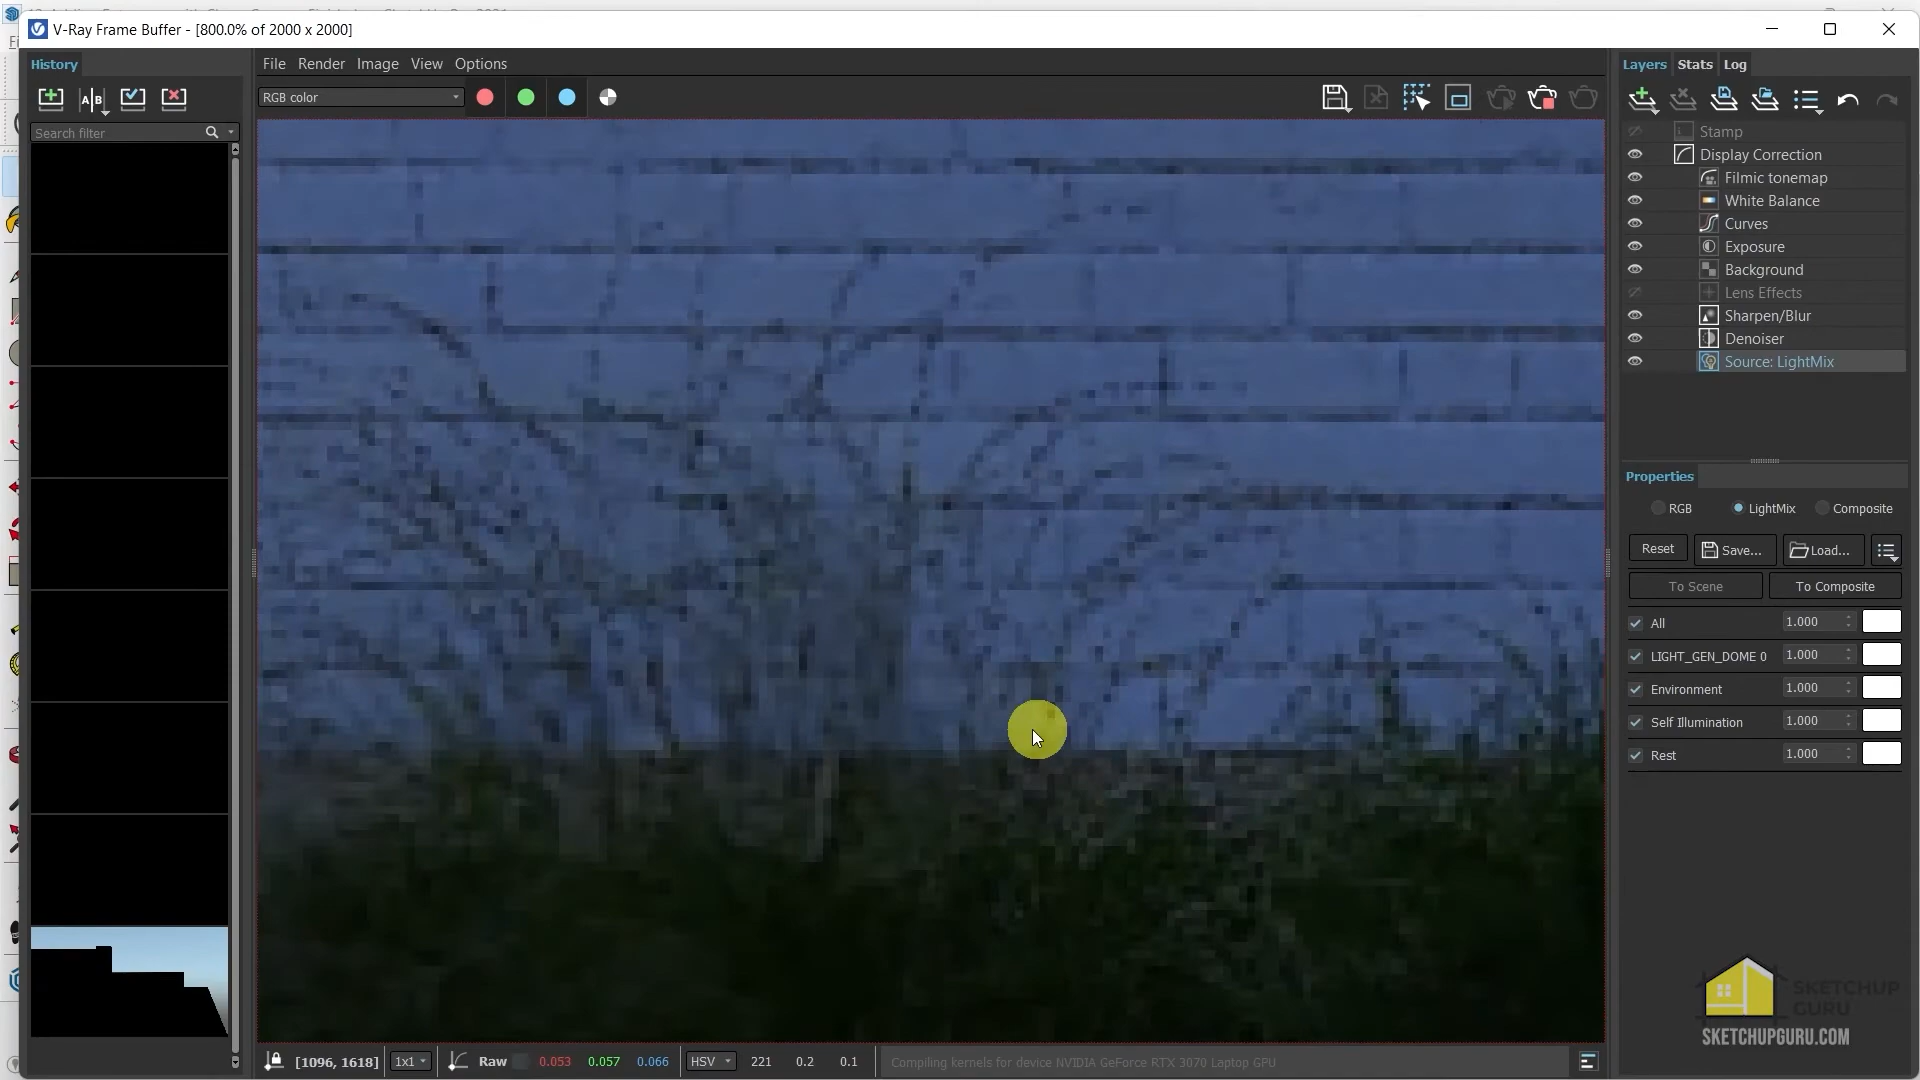 V-Ray Frame Buffer - [800.0% of 2000 x 2000]
History
File Render Image View Options
Layers Stats Log
RGB color
A B
Search filter
Stamp
Display Correction
Filmic tonemap
White Balance
Curves
Exposure
Background
Lens Effects
Sharpen/Blur
Denoiser
Source: LightMix
Properties
RGB LightMix Composite
Reset Save... Load...
To Scene To Composite
All 1.000
LIGHT_GEN_DOME 0 1.000
Environment 1.000
Self Illumination 1.000
Rest 1.000
SKETCHUP
GURU
SKETCHUPGURU.COM
[1096, 1618] 1x1 Raw 0.053 0.057 0.066 HSV 221 0.2 0.1 Compiling kernels for device NVIDIA GeForce RTX 3070 Laptop GPU